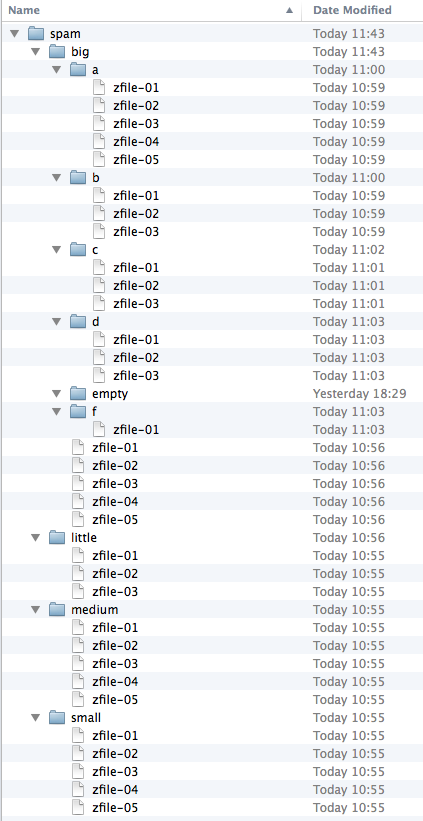 Name Date Modified
spam Today 11:43
big Today 11:43
a Today 11:00
zfile-01 Today 10:59
zfile-02 Today 10:59
zfile-03 Today 10:59
zfile-04 Today 10:59
zfile-05 Today 10:59
b Today 11:00
zfile-01 Today 10:59
zfile-02 Today 10:59
zfile-03 Today 10:59
c Today 11:02
zfile-01 Today 11:01
zfile-02 Today 11:01
zfile-03 Today 11:01
d Today 11:03
zfile-01 Today 11:03
zfile-02 Today 11:03
zfile-03 Today 11:03
empty Yesterday 18:29
f Today 11:03
zfile-01 Today 11:03
zfile-01 Today 10:56
zfile-02 Today 10:56
zfile-03 Today 10:56
zfile-04 Today 10:56
zfile-05 Today 10:56
little Today 10:56
zfile-01 Today 10:55
zfile-02 Today 10:55
zfile-03 Today 10:55
medium Today 10:55
zfile-01 Today 10:55
zfile-02 Today 10:55
zfile-03 Today 10:55
zfile-04 Today 10:55
zfile-05 Today 10:55
small Today 10:55
zfile-01 Today 10:55
zfile-02 Today 10:55
zfile-03 Today 10:55
zfile-04 Today 10:55
zfile-05 Today 10:55